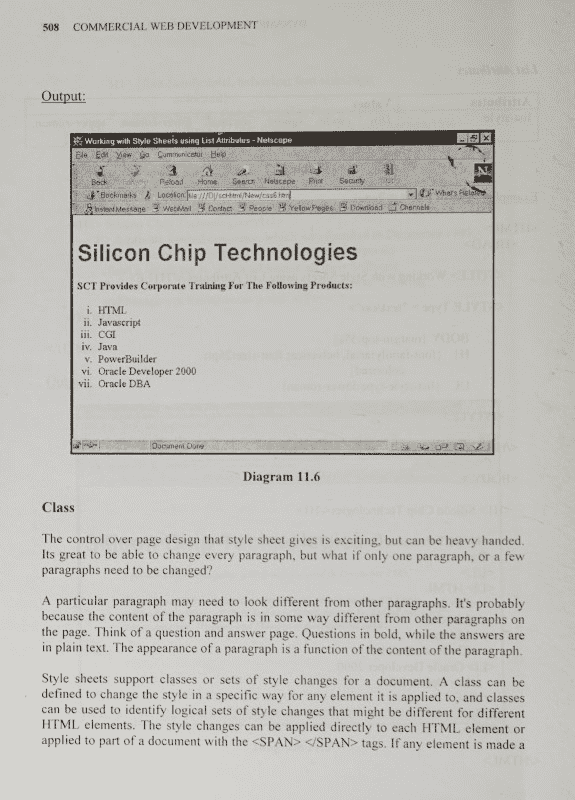 508 COMMERCIAL WEB DEVELOPMENT
Output:
Working with Style Sheets using List Attributes - Netscape
File Edit View Go Communicator Help
Back Reload Home Search Netscape Print Security
Bookmarks Location: What's Related
Instant Message WebMail Contact People Yellow Pages Download Channels
Silicon Chip Technologies
SCT Provides Corporate Training For The Following Products:
i. HTML
ii. Javascript
iii. CGI
iv. Java
v. PowerBuilder
vi. Oracle Developer 2000
vii. Oracle DBA
Document Done
Diagram 11.6
Class
The control over page design that style sheet gives is exciting, but can be heavy handed.
Its great to be able to change every paragraph, but what if only one paragraph, or a few
paragraphs need to be changed?
A particular paragraph may need to look different from other paragraphs. It's probably
because the content of the paragraph is in some way different from other paragraphs on
the page. Think of a question and answer page. Questions in bold, while the answers are
in plain text. The appearance of a paragraph is a function of the content of the paragraph.
Style sheets support classes or sets of style changes for a document. A class can be
defined to change the style in a specific way for any element it is applied to, and classes
can be used to identify logical sets of style changes that might be different for different
HTML elements. The style changes can be applied directly to each HTML element or
applied to part of a document with the <SPAN> </SPAN> tags. If any element is made a